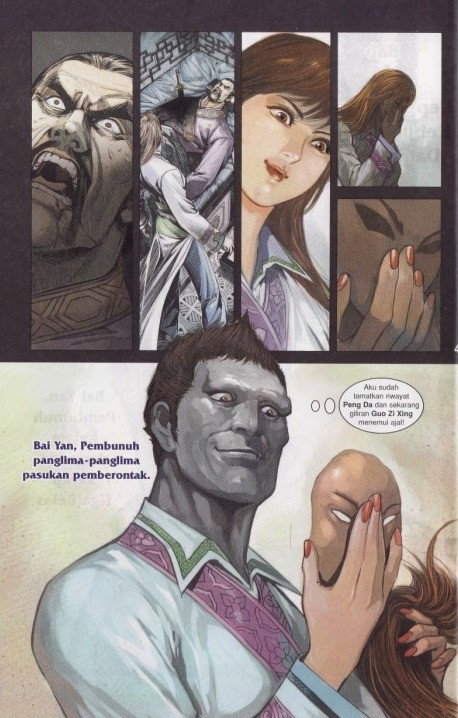 Aku sudah
tamatkan riwayat
Peng Da dan sekarang
giliran Guo Zi Xing
menemui ajal!
Bai Yan, Pembunuh
panglima-panglima
pasukan pemberontak.